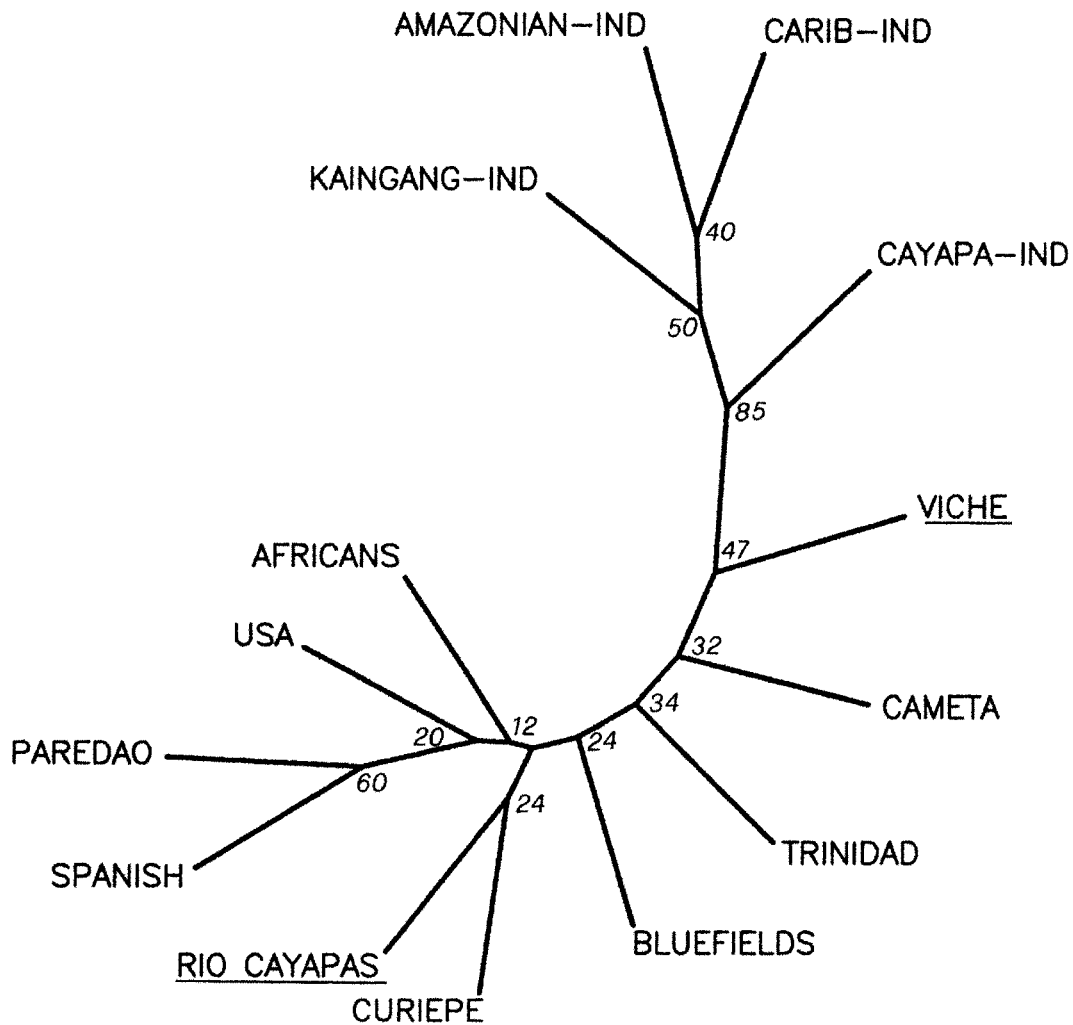 AMAZONIAN-IND
CARIB-IND
KAINGANG-IND
40
CAYAPA-IND
50
85
VICHE
47
AFRICANS
USA
32
CAMETA
34
12
20
24
PAREDAO
60
24
TRINIDAD
SPANISH
BLUEFIELDS
RIO CAYAPAS
CURIEPE